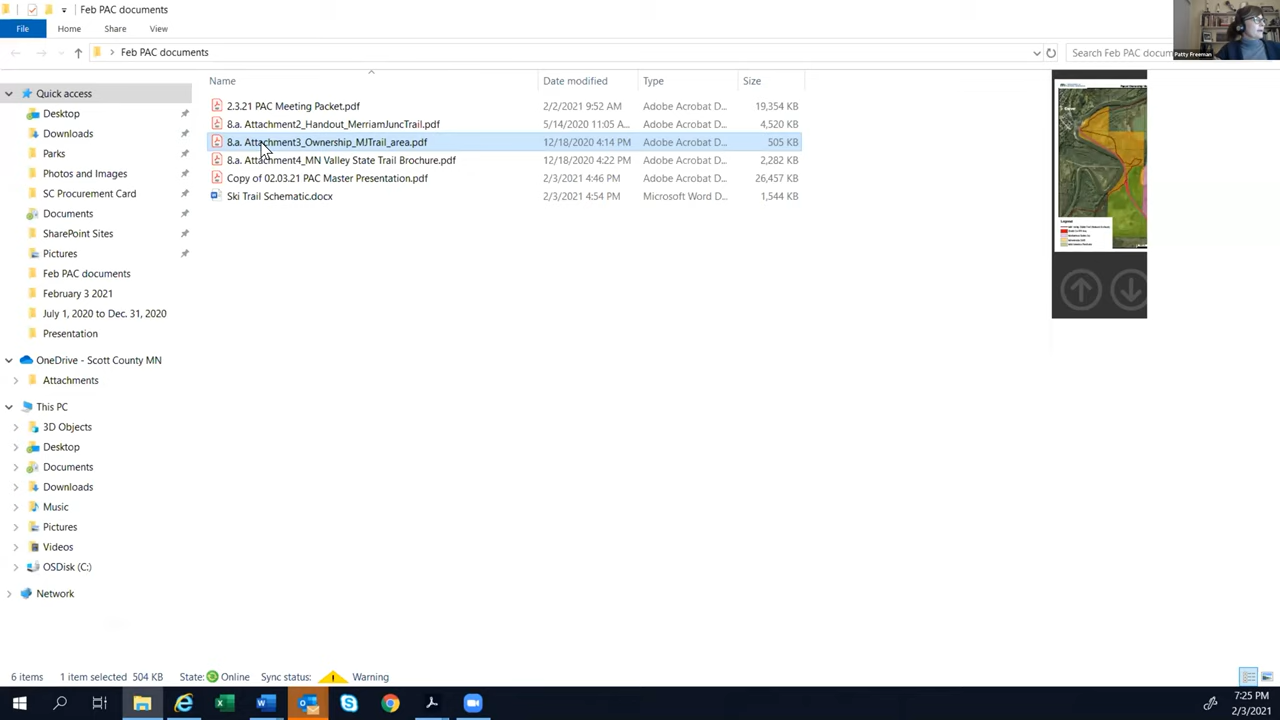 Feb PAC documents
File Home Share View
Feb PAC documents
Search Feb PAC docum
Patty Freeman
Name Date modified Type Size
2.3.21 PAC Meeting Packet.pdf 2/2/2021 9:52 AM Adobe Acrobat D... 19,354 KB
8.a. Attachment2_Handout_MerriamJuncTrail.pdf 5/14/2020 11:05 A... Adobe Acrobat D... 4,520 KB
8.a. Attachment3_Ownership_MJTrail_area.pdf 12/18/2020 4:14 PM Adobe Acrobat D... 505 KB
8.a. Attachment4_MN Valley State Trail Brochure.pdf 12/18/2020 4:22 PM Adobe Acrobat D... 2,282 KB
Copy of 02.03.21 PAC Master Presentation.pdf 2/3/2021 4:46 PM Adobe Acrobat D... 26,457 KB
Ski Trail Schematic.docx 2/3/2021 4:54 PM Microsoft Word D... 1,544 KB
Quick access
Desktop
Downloads
Parks
Photos and Images
SC Procurement Card
Documents
SharePoint Sites
Pictures
Feb PAC documents
February 3 2021
July 1, 2020 to Dec. 31, 2020
Presentation
OneDrive - Scott County MN
Attachments
This PC
3D Objects
Desktop
Documents
Downloads
Music
Pictures
Videos
OSDisk (C:)
Network
6 items 1 item selected 504 KB State: Online Sync status: Warning
7:25 PM
2/3/2021